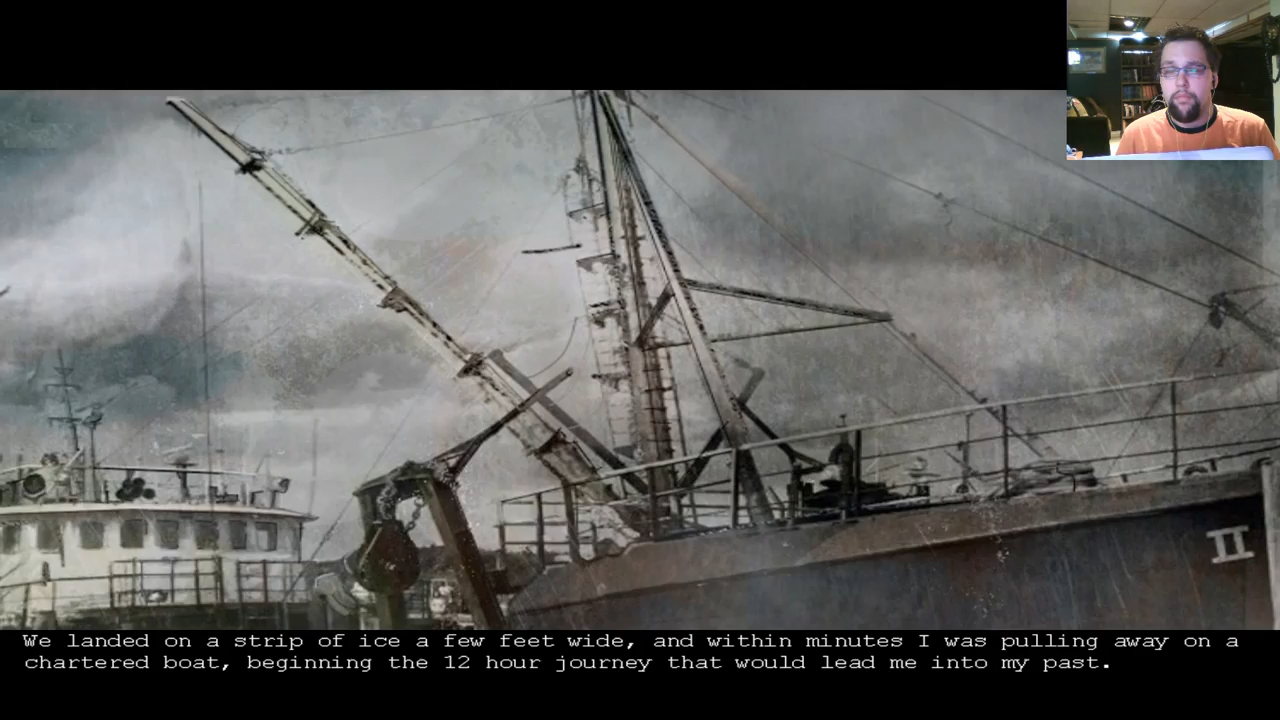 II
We landed on a strip of ice a few feet wide, and within minutes I was pulling away on a
chartered boat, beginning the 12 hour journey that would lead me into my past.